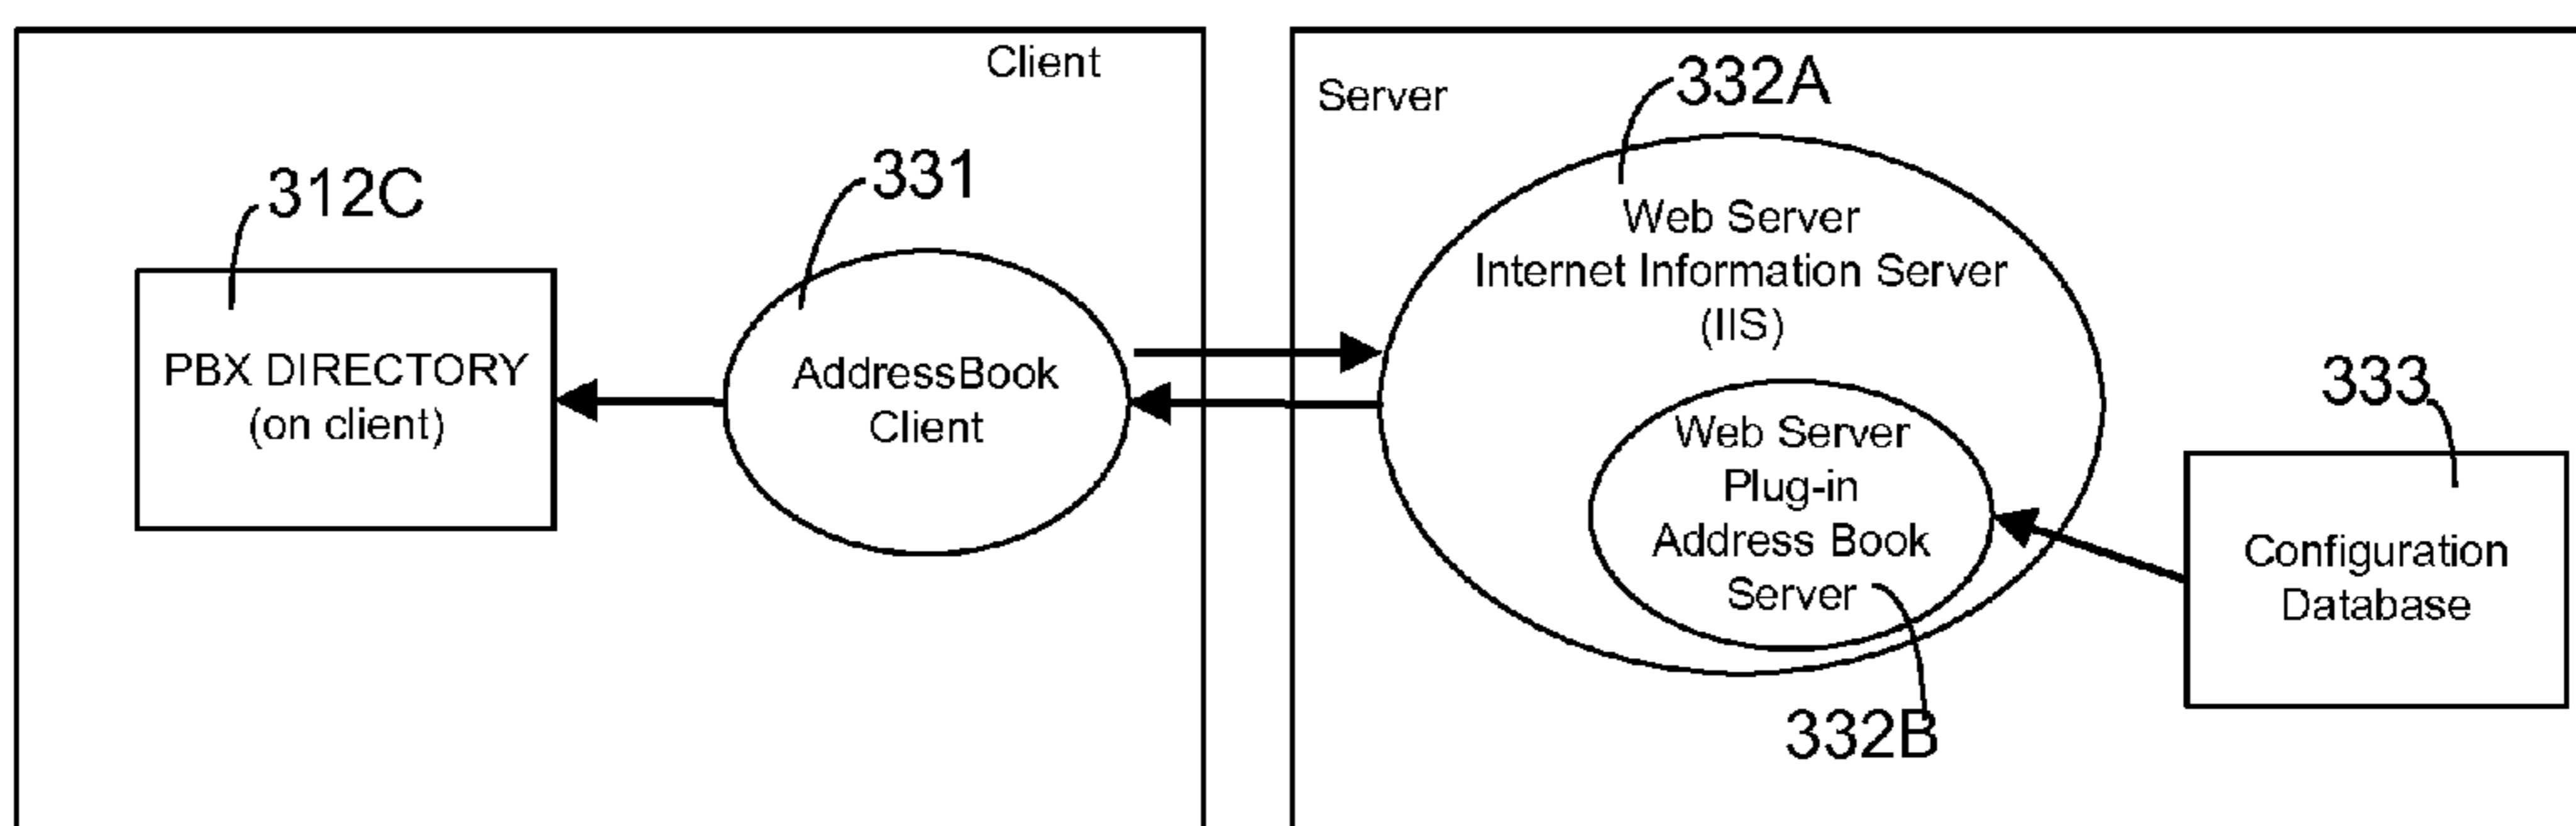 Client
312C
331
PBX DIRECTORY
(on client)
AddressBook
Client
Server
332A
Web Server
Internet Information Server
(IIS)
Web Server
Plug-in
Address Book
Server
332B
333
Configuration
Database